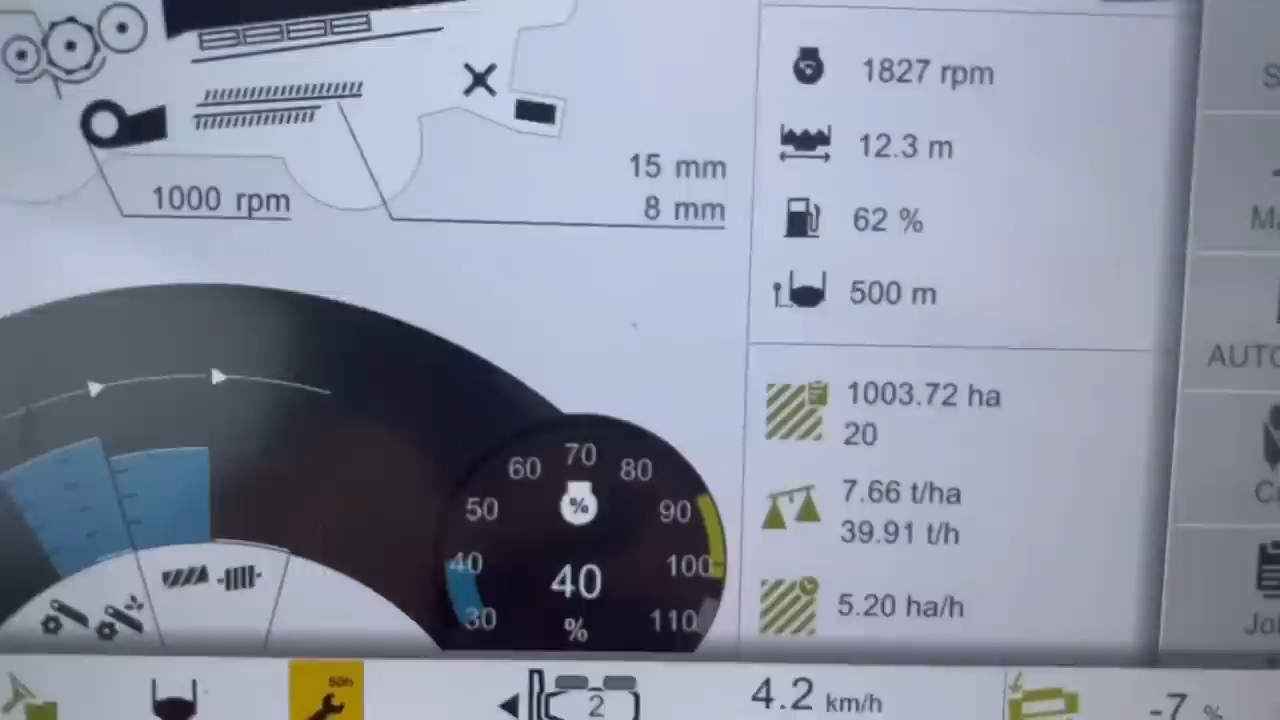 1000 rpm
15 mm
8 mm
1827 rpm
12.3 m
62 %
500 m
1003.72 ha
20
7.66 t/ha
39.91 t/h
5.20 ha/h
30
40
50
60
70
80
90
100
110
%
40
%
50h
2
4.2 km/h
-7 %
AUTO